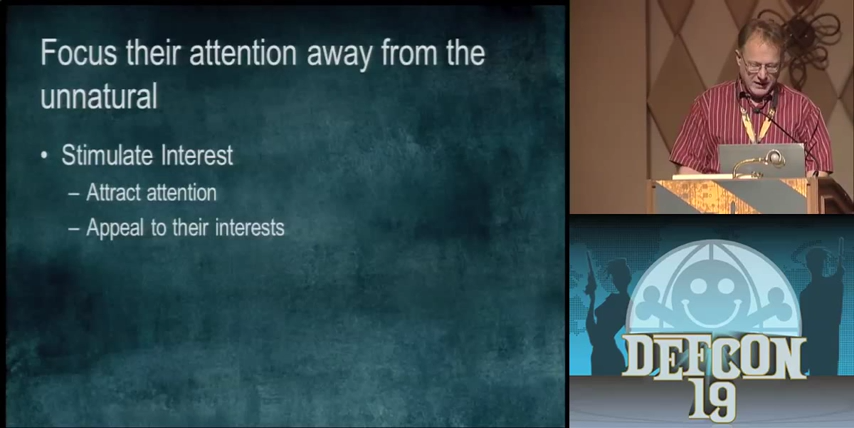 Focus their attention away from the
unnatural
• Stimulate Interest
– Attract attention
– Appeal to their interests
DEFCON
19